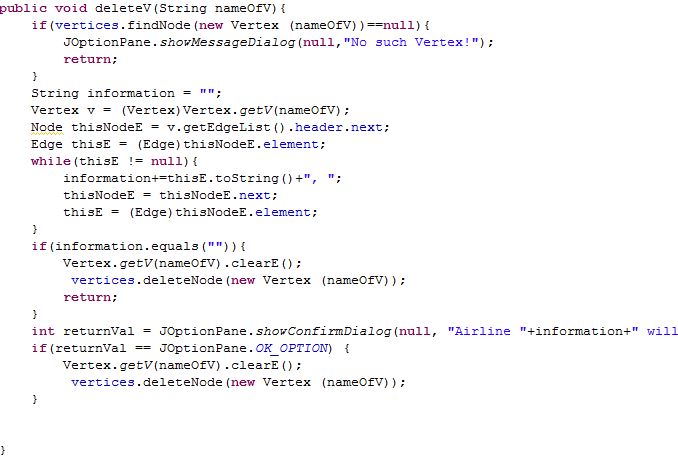 public void deleteV(String nameOfV){
    if(vertices.findNode(new Vertex (nameOfV))==null){
        JOptionPane.showMessageDialog(null,"No such Vertex!");
        return;
    }
    String information = "";
    Vertex v = (Vertex)Vertex.getV(nameOfV);
    Node thisNodeE = v.getEdgeList().header.next;
    Edge thisE = (Edge)thisNodeE.element;
    while(thisE != null){
        information+=thisE.toString()+", ";
        thisNodeE = thisNodeE.next;
        thisE = (Edge)thisNodeE.element;
    }
    if(information.equals("")){
        Vertex.getV(nameOfV).clearE();
         vertices.deleteNode(new Vertex (nameOfV));
        return;
    }
    int returnVal = JOptionPane.showConfirmDialog(null, "Airline "+information+" will
    if(returnVal == JOptionPane.OK_OPTION) {
        Vertex.getV(nameOfV).clearE();
         vertices.deleteNode(new Vertex (nameOfV));
    }
}